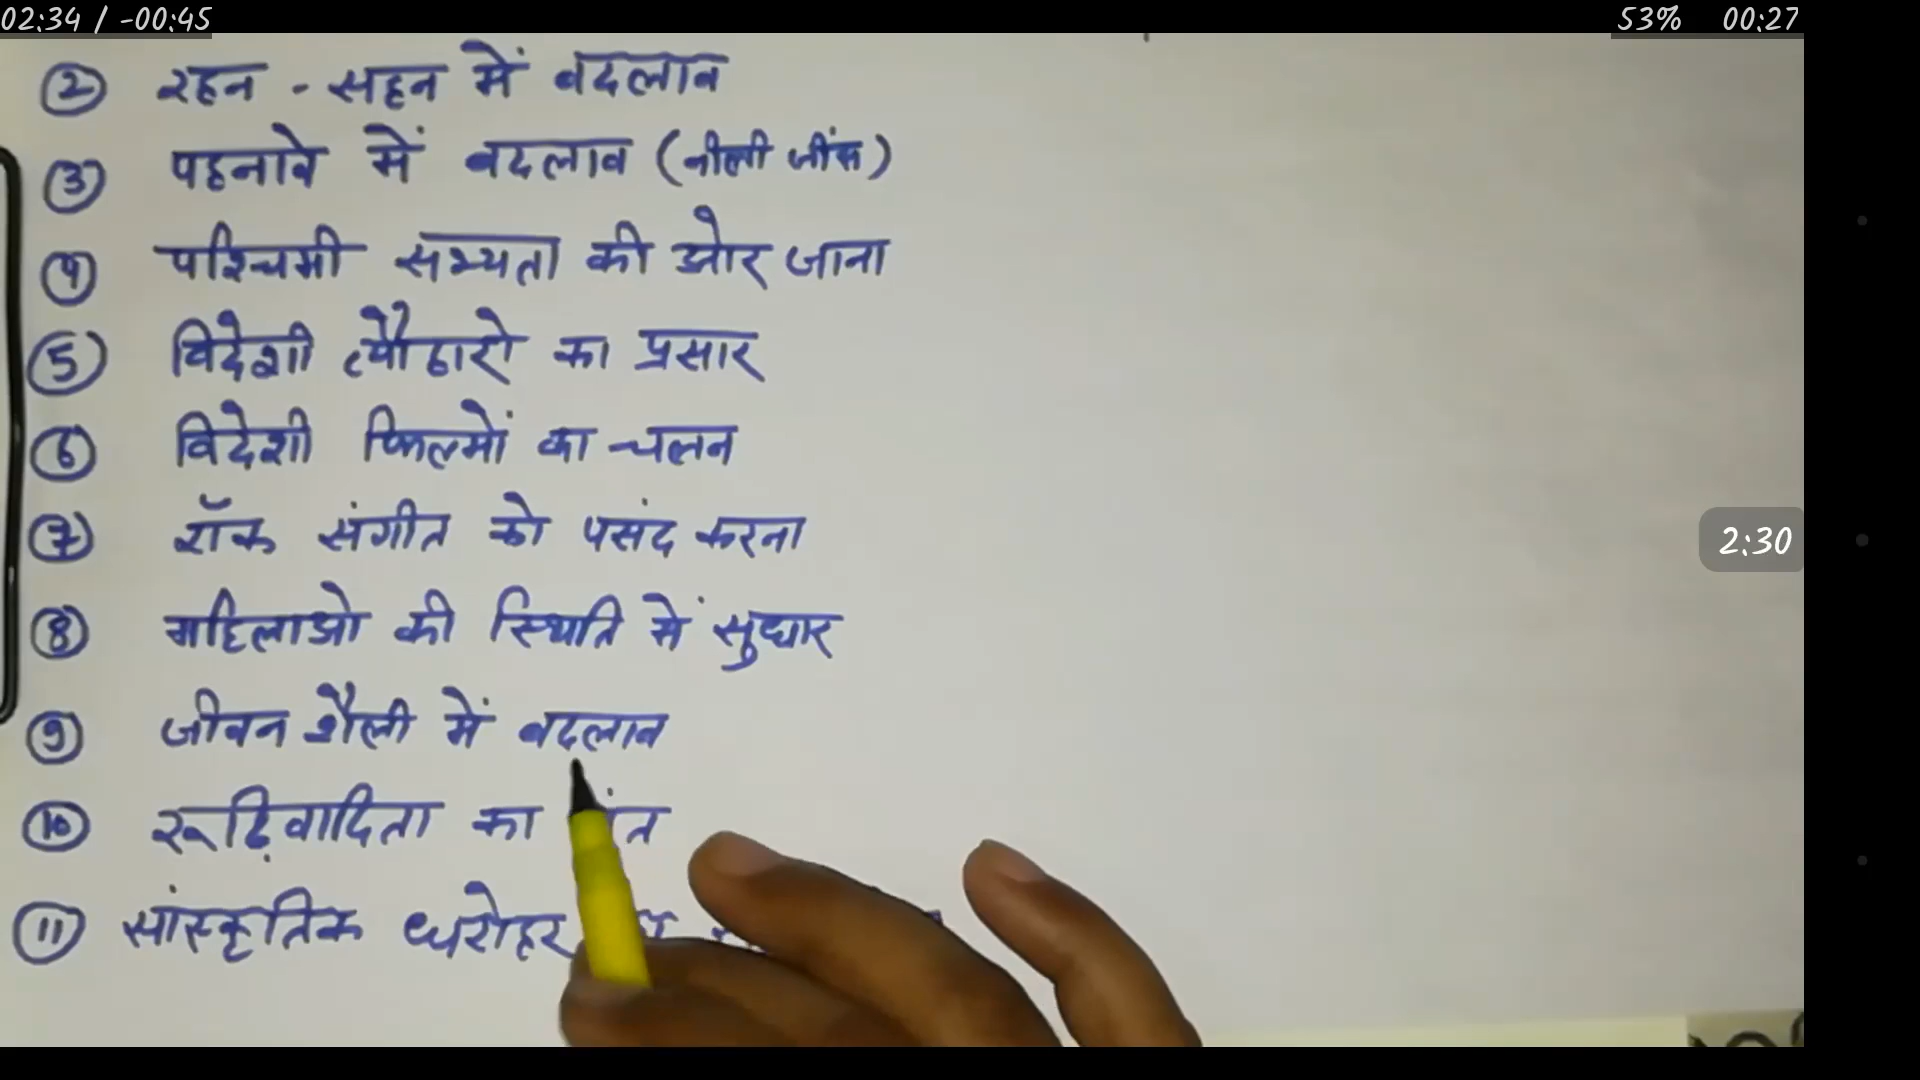 02:34 / -00:45
53% 00:27
② रहन - सहन में बदलाव
③ पहनावे में बदलाव (नीली जींस)
④ पश्चिमी सभ्यता की ओर जाना
⑤ विदेशी त्यौहारो का प्रसार
⑥ विदेशी फिल्मों का चलन
⑦ रॉक संगीत को पसंद करना
2:30
⑧ महिलाओ की स्थिति में सुधार
⑨ जीवन शैली में बदलाव
⑩ रूढ़िवादिता का
⑪ सांस्कृतिक धरोहर